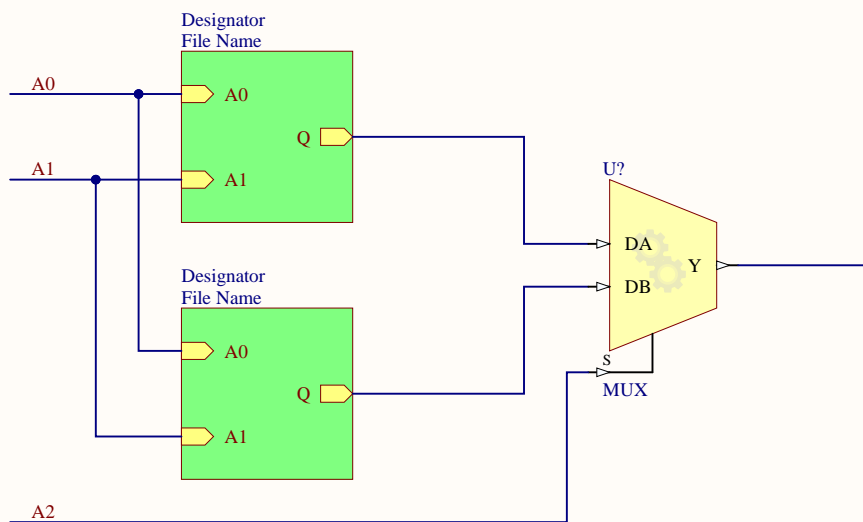 Designator
File Name
A0
A0
Q
A1
A1
U?
DA
Y
DB
Designator
File Name
A0
S
Q
MUX
A1
A2